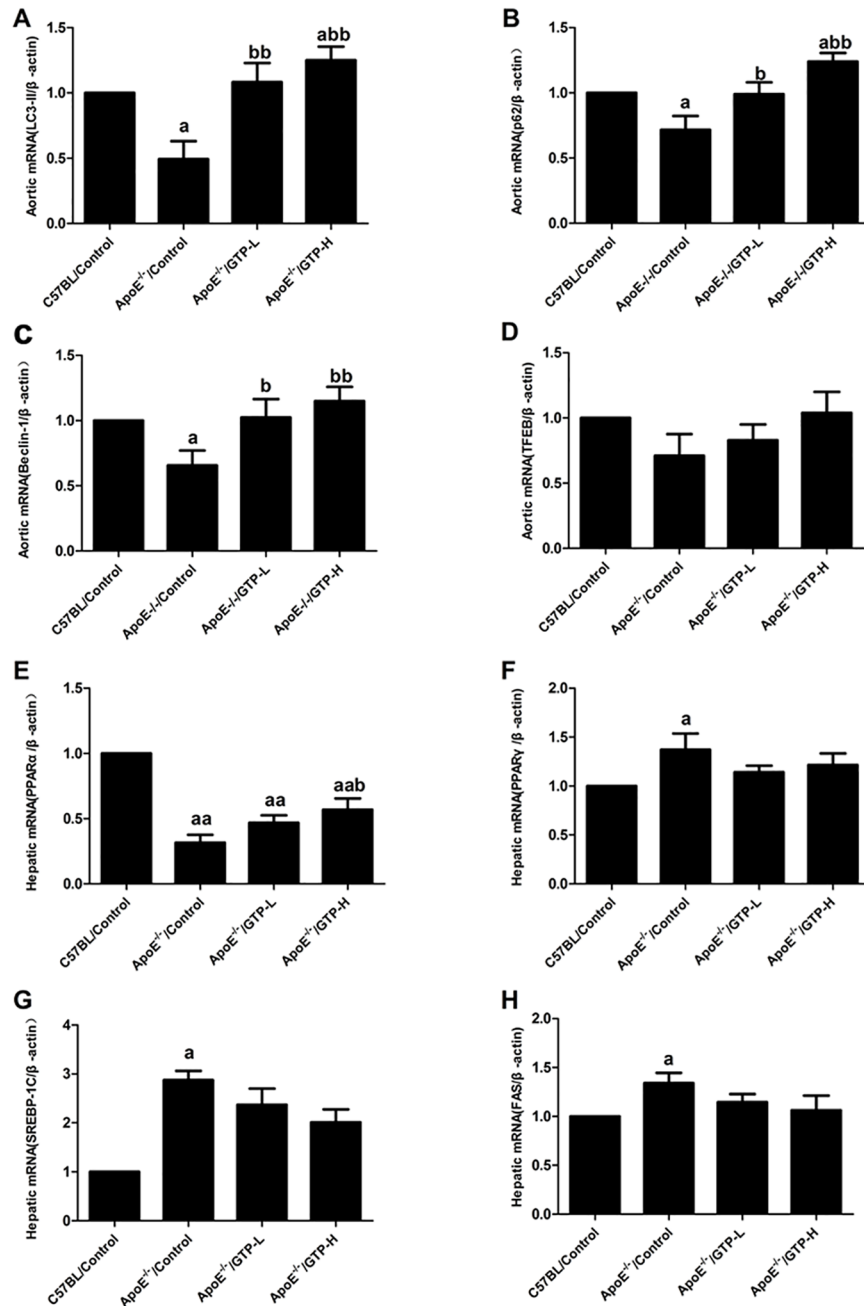 A
Aortic mRNA(LC3-II/β -actin)
1.5
1.0
0.5
0.0
a
bb
abb
C57BL/Control
ApoE⁻/⁻/Control
ApoE⁻/⁻/GTP-L
ApoE⁻/⁻/GTP-H
B
Aortic mRNA(p62/β -actin）
1.5
1.0
0.5
0.0
a
b
abb
C57BL/Control
ApoE-/-/Control
ApoE-/-/GTP-L
ApoE-/-/GTP-H
C
Aortic mRNA(Beclin-1/β -actin）
1.5
1.0
0.5
0.0
a
b
bb
C57BL/Control
ApoE-/-/Control
ApoE-/-/GTP-L
ApoE-/-/GTP-H
D
Aortic mRNA(TFEB/β -actin)
1.5
1.0
0.5
0.0
C57BL/Control
ApoE⁻/⁻/Control
ApoE⁻/⁻/GTP-L
ApoE⁻/⁻/GTP-H
E
Hepatic mRNA(PPARα /β -actin）
1.5
1.0
0.5
0.0
aa
aa
aab
C57BL/Control
ApoE⁻/⁻/Control
ApoE⁻/⁻/GTP-L
ApoE⁻/⁻/GTP-H
F
Hepatic mRNA(PPARγ /β -actin)
2.0
1.5
1.0
0.5
0.0
a
C57BL/Control
ApoE⁻/⁻/Control
ApoE⁻/⁻/GTP-L
ApoE⁻/⁻/GTP-H
G
Hepatic mRNA(SREBP-1C/β -actin)
4
3
2
1
0
a
C57BL/Control
ApoE⁻/⁻/Control
ApoE⁻/⁻/GTP-L
ApoE⁻/⁻/GTP-H
H
Hepatic mRNA(FAS/β -actin)
2.0
1.5
1.0
0.5
0.0
a
C57BL/Control
ApoE⁻/⁻/Control
ApoE⁻/⁻/GTP-L
ApoE⁻/⁻/GTP-H